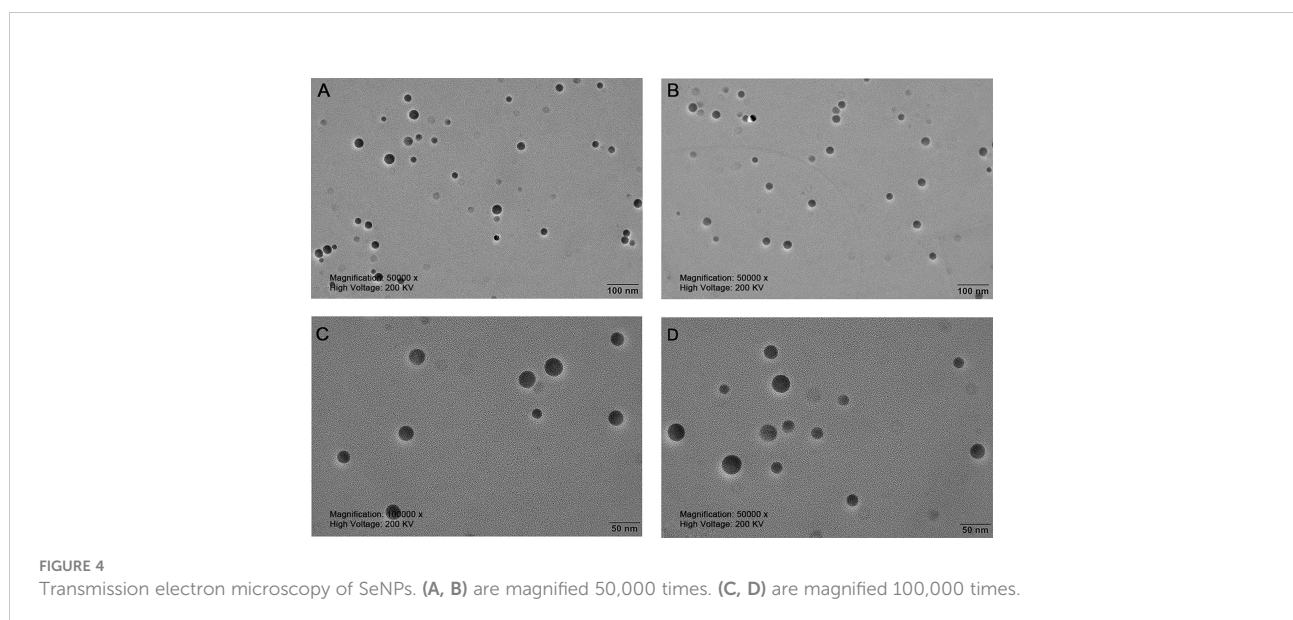 A
Magnification: 50000 x
High Voltage: 200 KV
100 nm
B
Magnification: 50000 x
High Voltage: 200 KV
100 nm
C
Magnification: 100000 x
High Voltage: 200 KV
50 nm
D
Magnification: 50000 x
High Voltage: 200 KV
50 nm
FIGURE 4
Transmission electron microscopy of SeNPs. (A, B) are magnified 50,000 times. (C, D) are magnified 100,000 times.